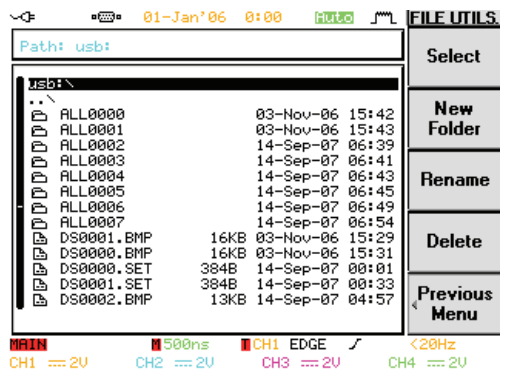 01-Jan'06 0:00 Auto FILE UTILS.
Path: usb:
Select
usb:\
..\
ALL0000 03-Nov-06 15:42
ALL0001 03-Nov-06 15:43
ALL0002 14-Sep-07 06:39
ALL0003 14-Sep-07 06:41
ALL0004 14-Sep-07 06:43
ALL0005 14-Sep-07 06:45
ALL0006 14-Sep-07 06:49
ALL0007 14-Sep-07 06:54
DS0001.BMP 16KB 03-Nov-06 15:29
DS0000.BMP 16KB 03-Nov-06 15:31
DS0000.SET 384B 14-Sep-07 00:01
DS0001.SET 384B 14-Sep-07 00:33
DS0002.BMP 13KB 14-Sep-07 04:57
New
Folder
Rename
Delete
Previous
Menu
MAIN M 500ns T CH1 EDGE <20Hz
CH1 2V CH2 2V CH3 2V CH4 2V